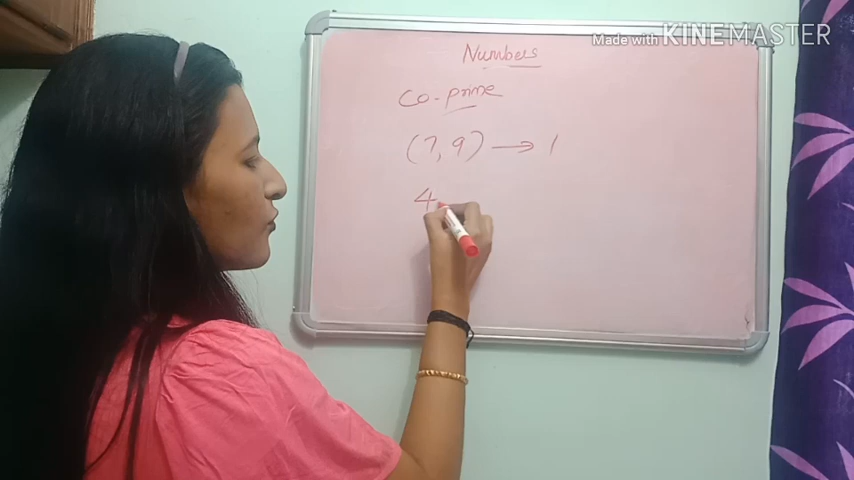 Numbers
Made with KINEMASTER
Co-prime
(7, 9) → 1
4